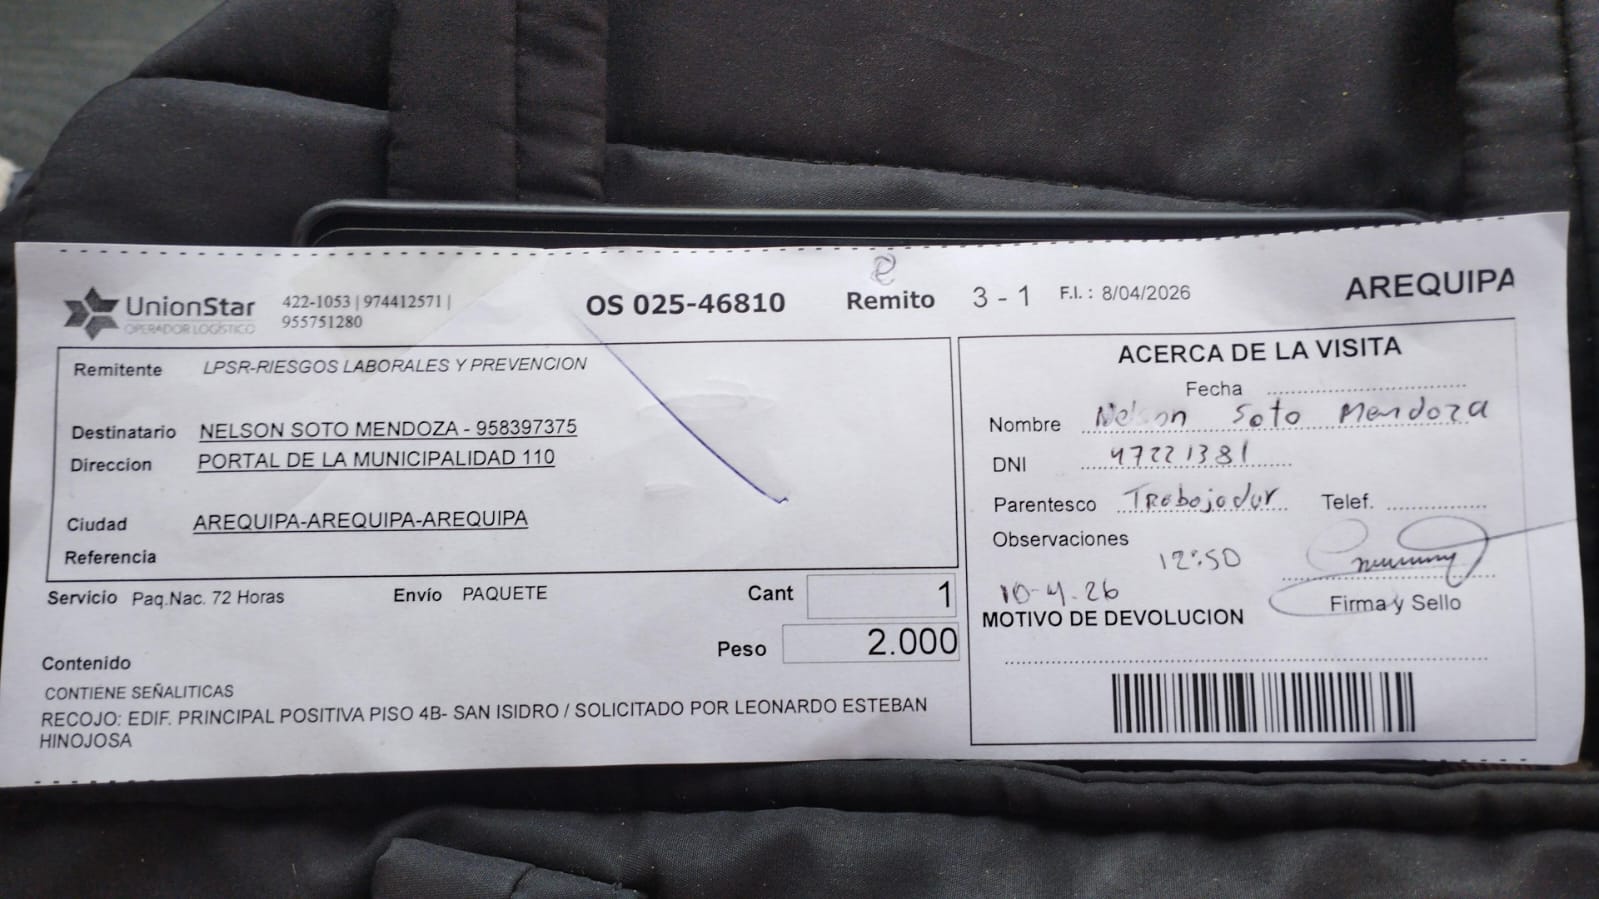 UnionStar
OPERADOR LOGÍSTICO
422-1053 | 974412571 |
955751280
OS 025-46810
Remito 3 - 1
F.I. : 8/04/2026
AREQUIPA
Remitente LPSR-RIESGOS LABORALES Y PREVENCION
Destinatario NELSON SOTO MENDOZA - 958397375
Direccion PORTAL DE LA MUNICIPALIDAD 110
Ciudad AREQUIPA-AREQUIPA-AREQUIPA
Referencia
Servicio Paq.Nac. 72 Horas Envío PAQUETE Cant 1
Peso 2.000
Contenido
CONTIENE SEÑALITICAS
RECOJO: EDIF. PRINCIPAL POSITIVA PISO 4B- SAN ISIDRO / SOLICITADO POR LEONARDO ESTEBAN
HINOJOSA
ACERCA DE LA VISITA
Fecha
Nombre Nelson Soto Mendoza
DNI 47221381
Parentesco Trabajador Telef.
Observaciones
12:50
10-4.26
Firma y Sello
MOTIVO DE DEVOLUCION